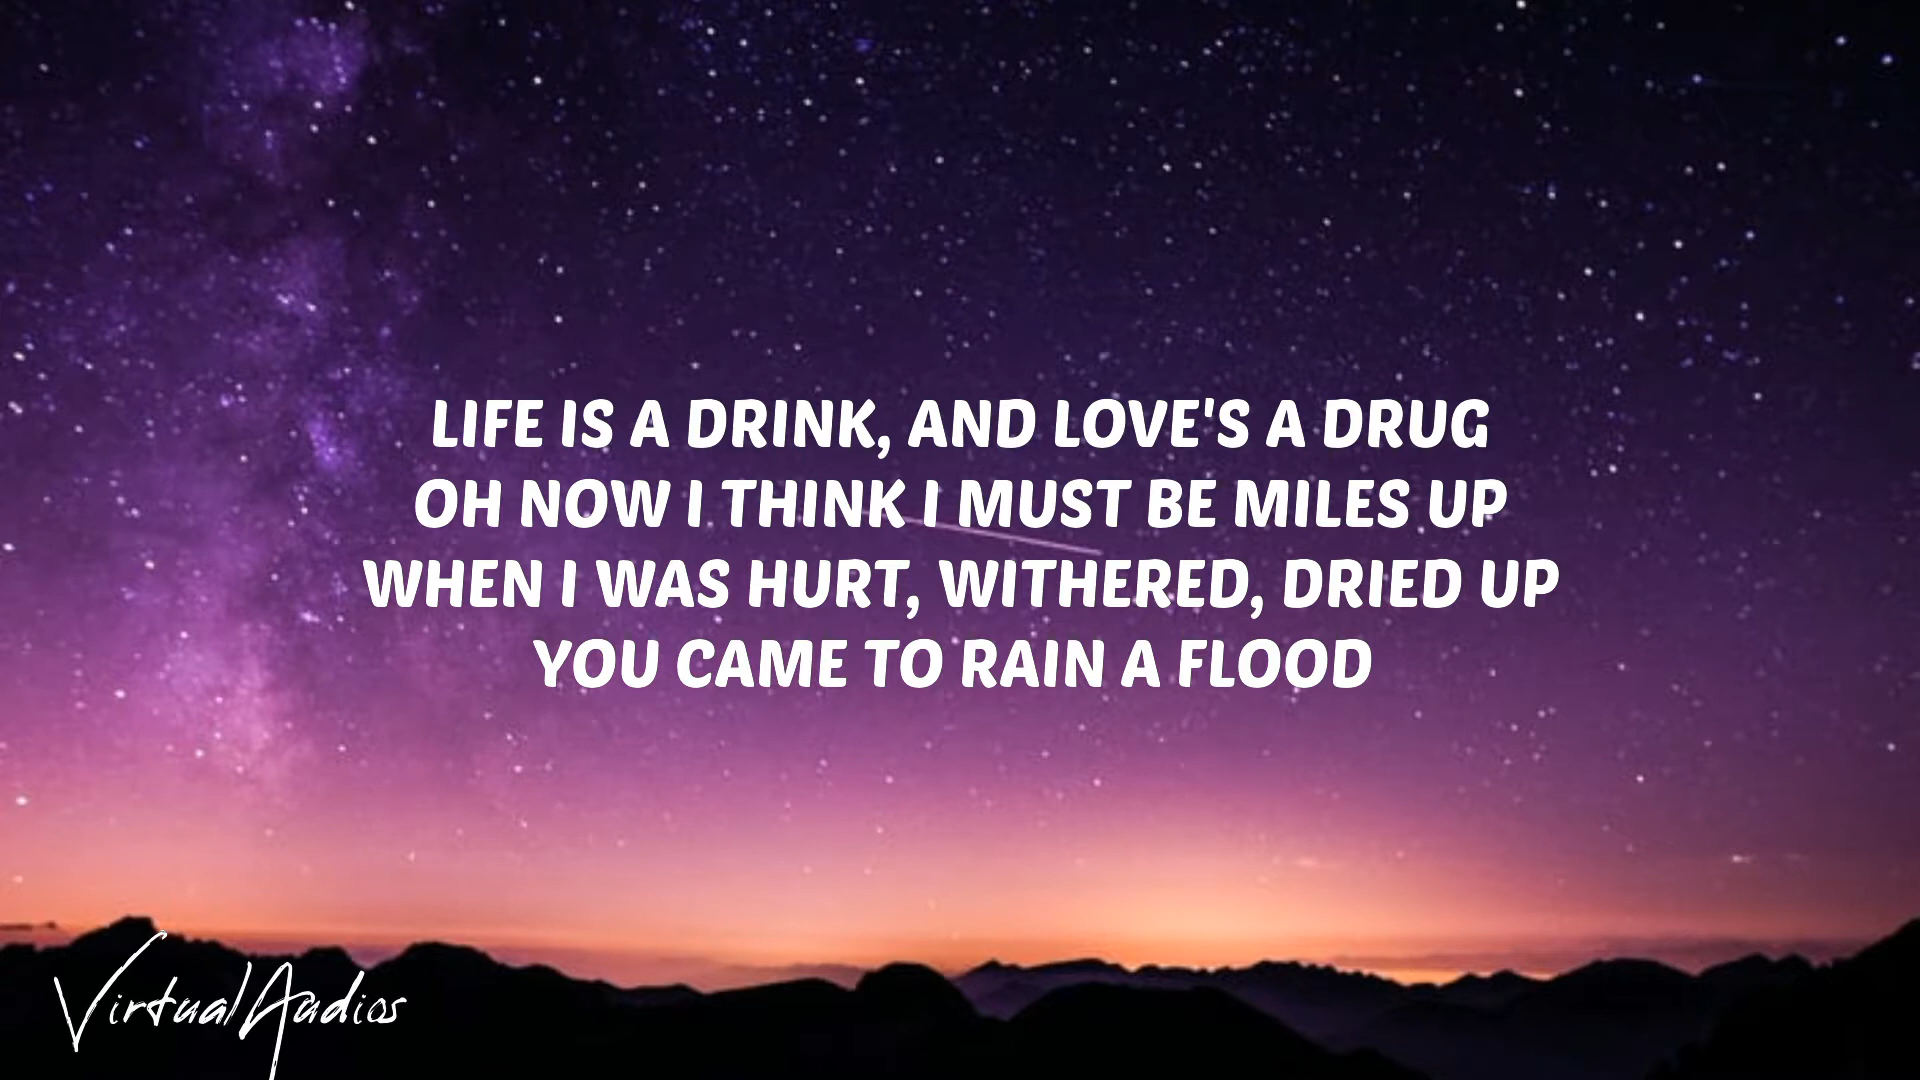 LIFE IS A DRINK, AND LOVE'S A DRUG
OH NOW I THINK I MUST BE MILES UP
WHEN I WAS HURT, WITHERED, DRIED UP
YOU CAME TO RAIN A FLOOD
VirtualAudios